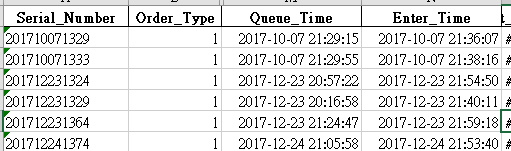 Serial_Number Order_Type Queue_Time Enter_Time
201710071329 1 2017-10-07 21:29:15 2017-10-07 21:36:07 #
201710071333 1 2017-10-07 21:29:55 2017-10-07 21:38:16 #
201712231324 1 2017-12-23 20:57:22 2017-12-23 21:54:50 #
201712231329 1 2017-12-23 20:16:58 2017-12-23 21:40:11 #
201712231364 1 2017-12-23 21:24:47 2017-12-23 21:59:18 #
201712241374 1 2017-12-24 21:05:58 2017-12-24 21:53:40 #